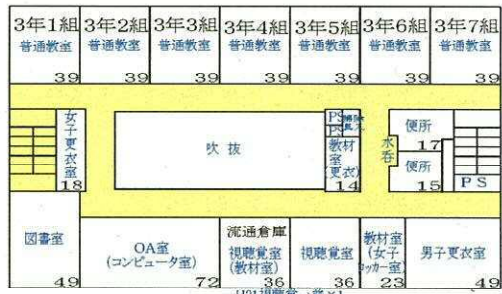 3年1組 3年2組 3年3組 3年4組 3年5組 3年6組 3年7組
普通教室 普通教室 普通教室 普通教室 普通教室 普通教室 普通教室
39 39 39 39 39 39 39
女子更衣室
18
吹抜
PS
PS
教材室(更衣)
14
水呑
便所
17
便所
15
PS
図書室
49
OA室
(コンピュータ室)
72
流通倉庫
視聴覚室
(教材室)
36
視聴覚室
36
教材室
(女子
ロッカー室)
23
男子更衣室
49